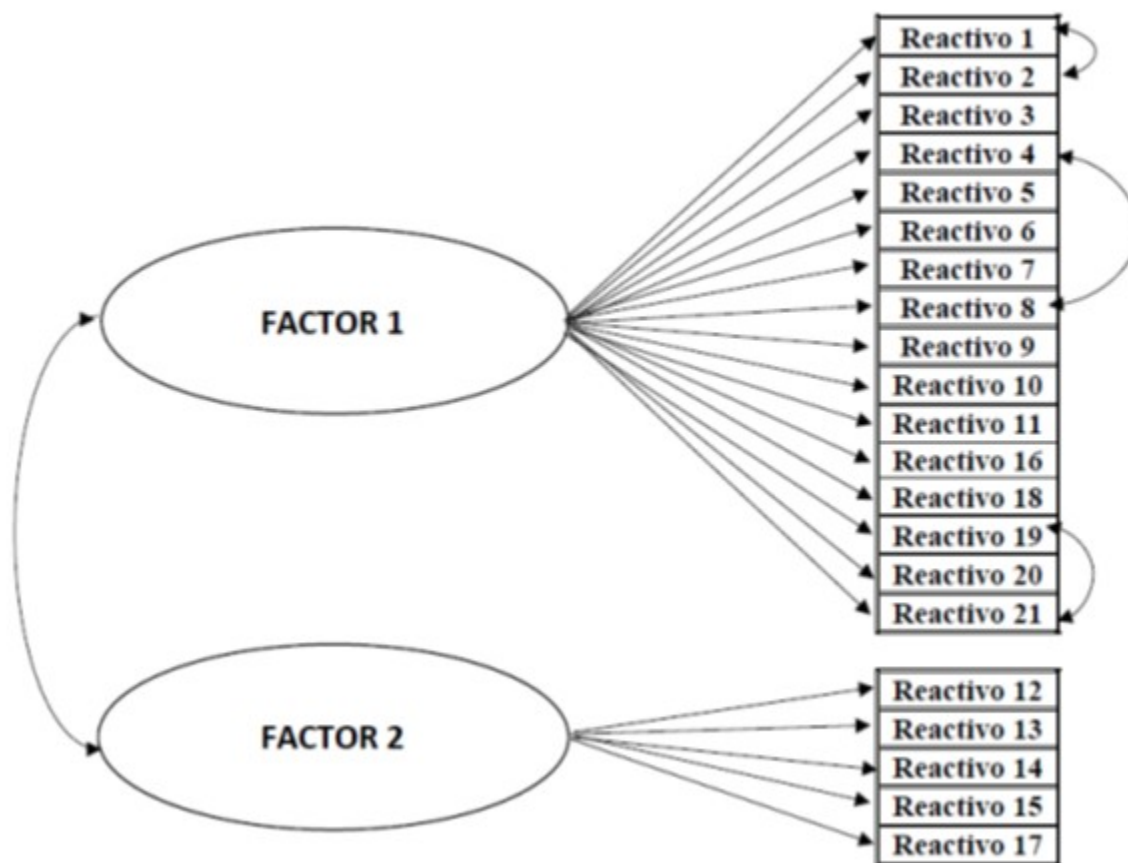 Reactivo 1
Reactivo 2
Reactivo 3
Reactivo 4
Reactivo 5
Reactivo 6
Reactivo 7
Reactivo 8
Reactivo 9
Reactivo 10
Reactivo 11
Reactivo 16
Reactivo 18
Reactivo 19
Reactivo 20
Reactivo 21
FACTOR 1
Reactivo 12
Reactivo 13
Reactivo 14
Reactivo 15
Reactivo 17
FACTOR 2